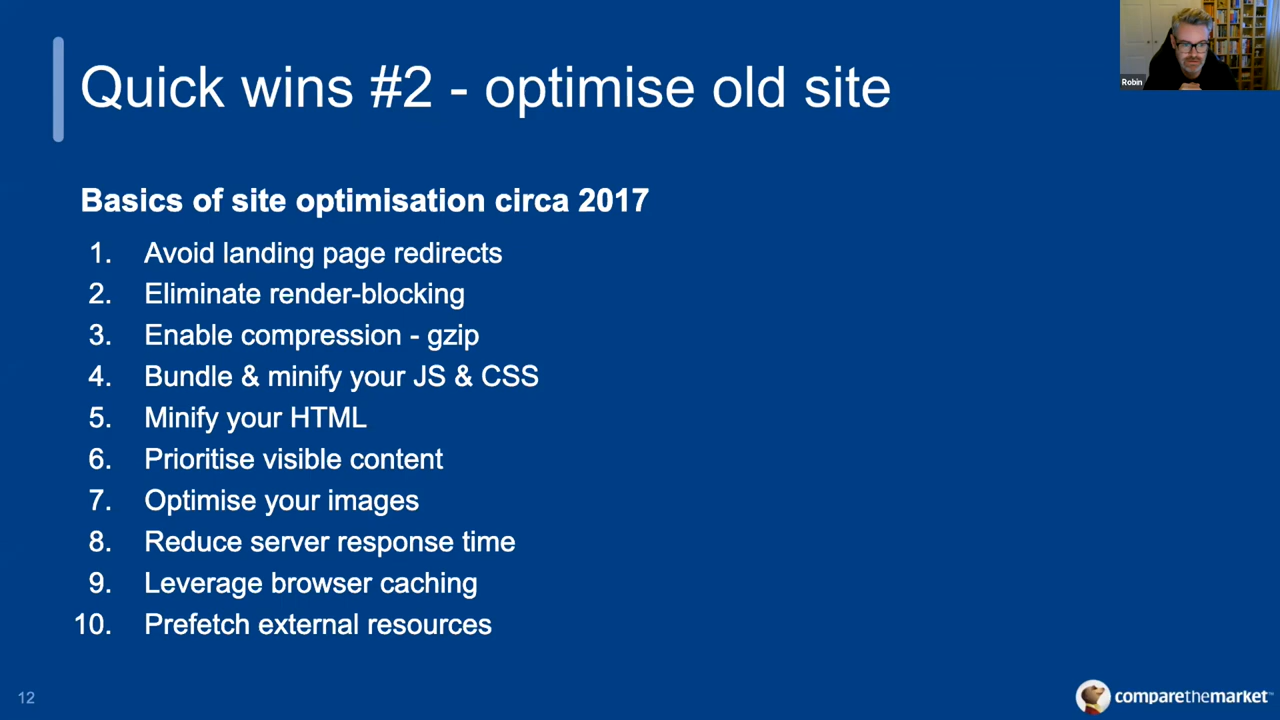 Quick wins #2 - optimise old site
Robin
Basics of site optimisation circa 2017
1. Avoid landing page redirects
2. Eliminate render-blocking
3. Enable compression - gzip
4. Bundle & minify your JS & CSS
5. Minify your HTML
6. Prioritise visible content
7. Optimise your images
8. Reduce server response time
9. Leverage browser caching
10. Prefetch external resources
12
comparethemarket™